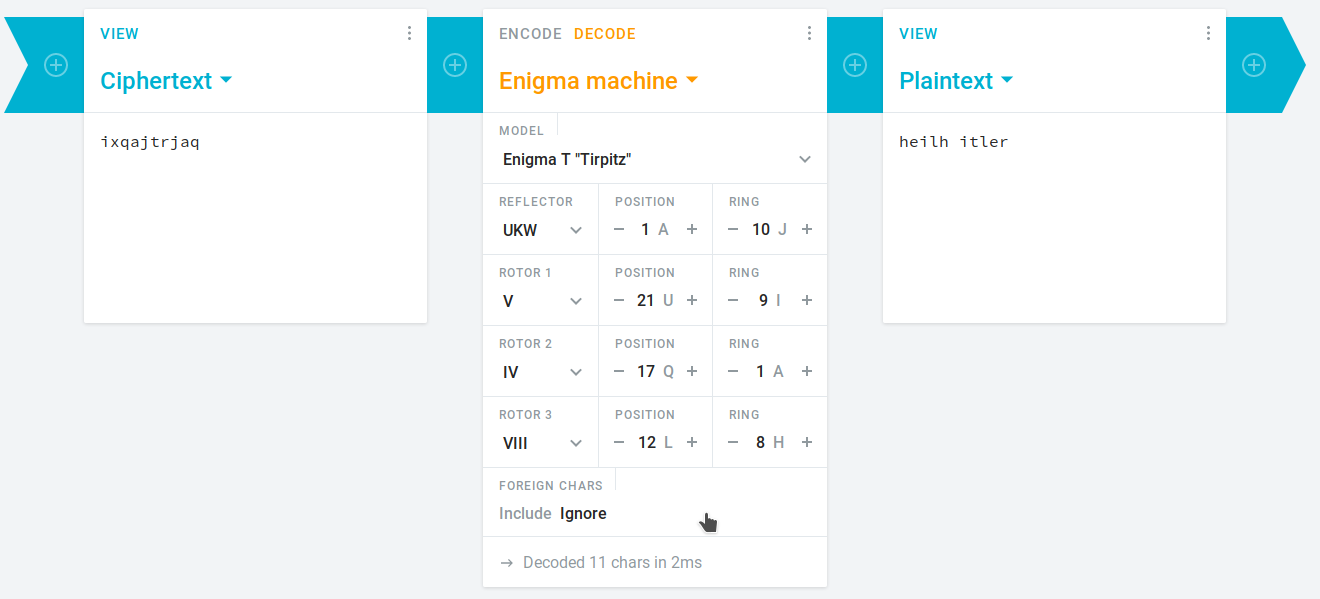 VIEW
Ciphertext
ixqajtrjaq
ENCODE DECODE
Enigma machine
MODEL
Enigma T "Tirpitz"
REFLECTOR POSITION RING
UKW 1 A 10 J
ROTOR 1 POSITION RING
V 21 U 9 I
ROTOR 2 POSITION RING
IV 17 Q 1 A
ROTOR 3 POSITION RING
VIII 12 L 8 H
FOREIGN CHARS
Include Ignore
→ Decoded 11 chars in 2ms
VIEW
Plaintext
heilh itler